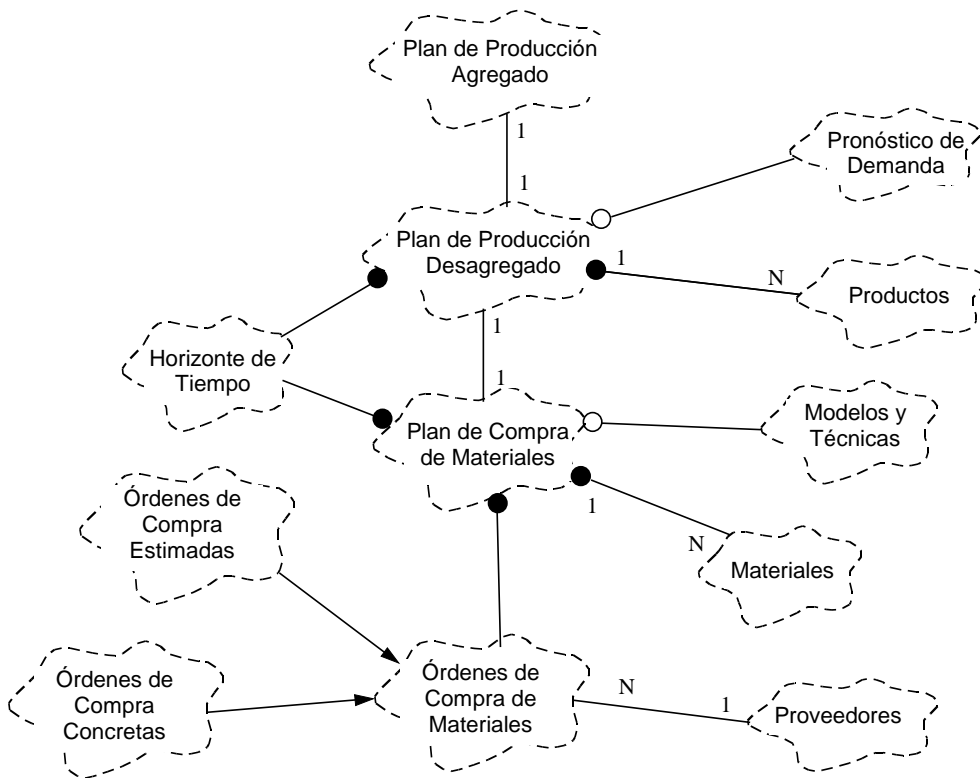 Plan de Producción
Agregado
1
Pronóstico de
Demanda
1
Plan de Producción
Desagregado
1
N
Productos
1
Horizonte de
Tiempo
1
Modelos y
Técnicas
Plan de Compra
de Materiales
1
N
Materiales
Órdenes de
Compra
Estimadas
Órdenes de
Compra
Concretas
Órdenes de
Compra de
Materiales
N
1
Proveedores